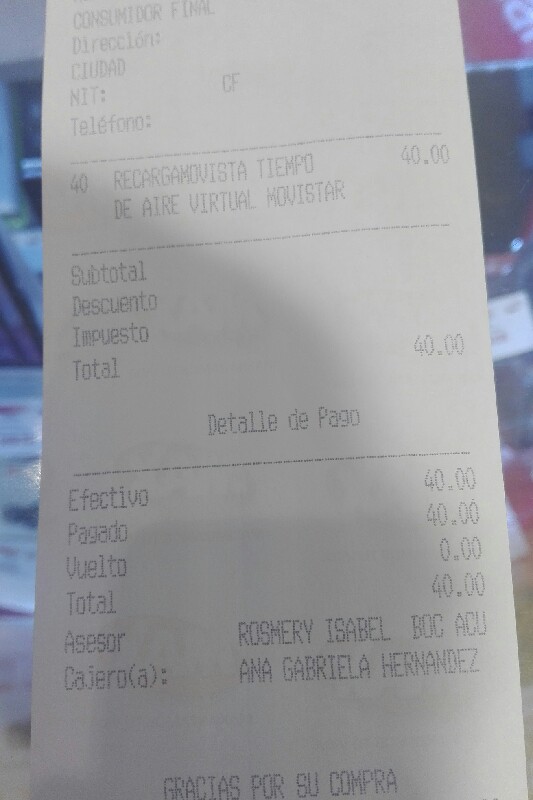 CONSUMIDOR FINAL
Dirección:
CIUDAD
NIT: CF
Teléfono:
40 RECARGAMOVISTA TIEMPO 40.00
DE AIRE VIRTUAL MOVISTAR
Subtotal
Descuento
Impuesto
Total 40.00
Detalle de Pago
Efectivo 40.00
Pagado 40.00
Vuelto 0.00
Total 40.00
Asesor ROSMERY ISABEL BOC ACU
Cajero(a): ANA GABRIELA HERNANDEZ
GRACIAS POR SU COMPRA